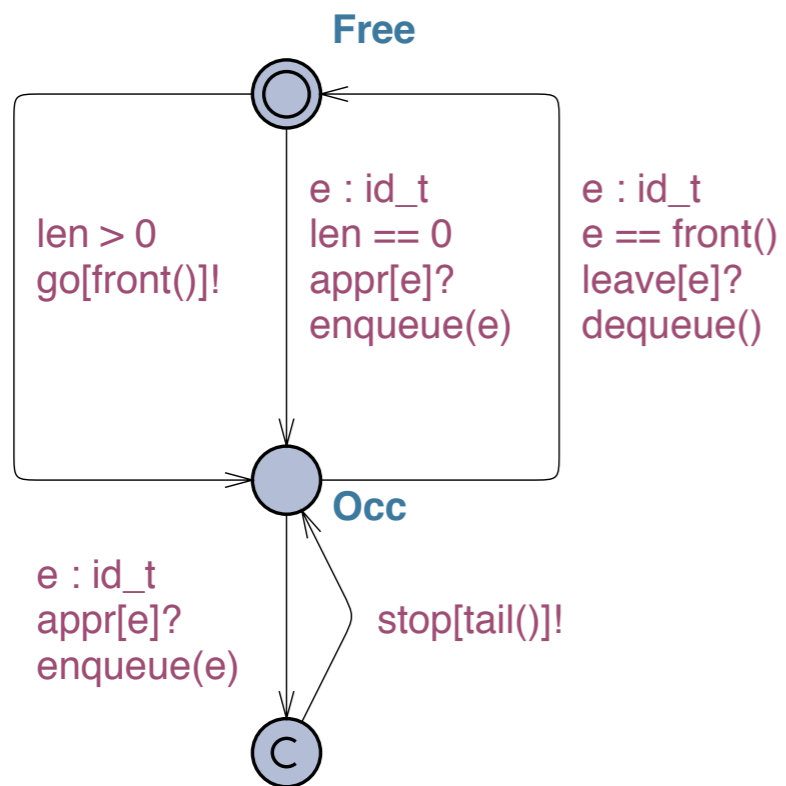 Free
len > 0
go[front()]!
e : id_t
len == 0
appr[e]?
enqueue(e)
e : id_t
e == front()
leave[e]?
dequeue()
Occ
e : id_t
appr[e]?
enqueue(e)
stop[tail()]!
C